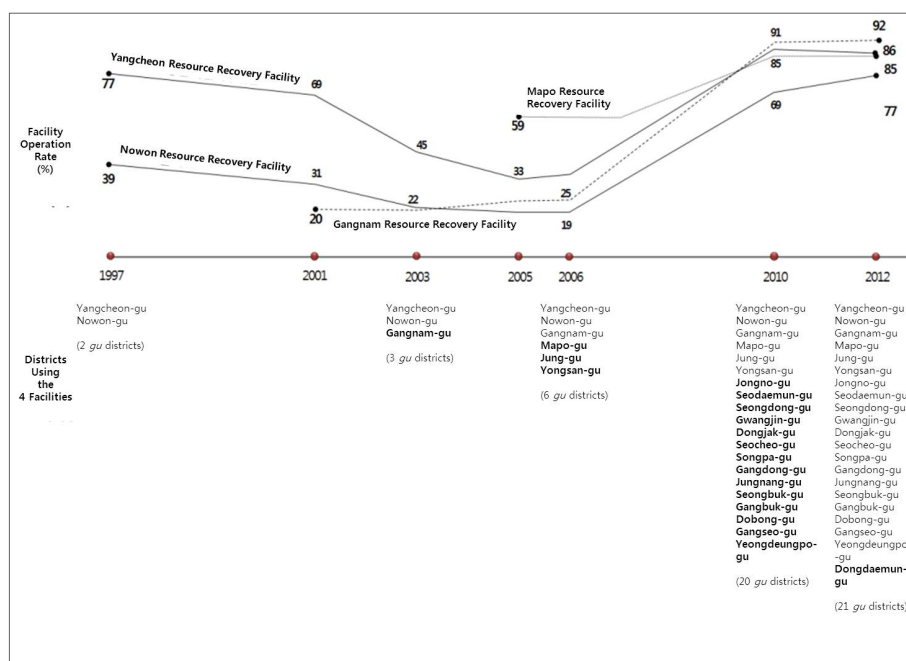 92
91
86
85
85
77
Yangcheon Resource Recovery Facility
77
69
69
Mapo Resource
Recovery Facility
59
Facility
Operation
Rate
(%)
45
Nowon Resource Recovery Facility
39
31
33
25
22
20
19
Gangnam Resource Recovery Facility
1997
2001
2003
2005
2006
2010
2012
Districts
Using
the
4 Facilities
Yangcheon-gu
Nowon-gu
(2 gu districts)
Yangcheon-gu
Nowon-gu
Gangnam-gu
(3 gu districts)
Yangcheon-gu
Nowon-gu
Gangnam-gu
Mapo-gu
Jung-gu
Yongsan-gu
(6 gu districts)
Yangcheon-gu
Nowon-gu
Gangnam-gu
Mapo-gu
Jung-gu
Yongsan-gu
Jongno-gu
Seodaemun-gu
Seongdong-gu
Gwangjin-gu
Dongjak-gu
Seocheo-gu
Songpa-gu
Gangdong-gu
Jungnang-gu
Seongbuk-gu
Gangbuk-gu
Dobong-gu
Gangseo-gu
Yeongdeungpo-
gu
(20 gu districts)
Yangcheon-gu
Nowon-gu
Gangnam-gu
Mapo-gu
Jung-gu
Yongsan-gu
Jongno-gu
Seodaemun-gu
Seongdong-gu
Gwangjin-gu
Dongjak-gu
Seocheo-gu
Songpa-gu
Gangdong-gu
Jungnang-gu
Seongbuk-gu
Gangbuk-gu
Dobong-gu
Gangseo-gu
Yeongdeungpo
-gu
Dongdaemun-
gu
(21 gu districts)